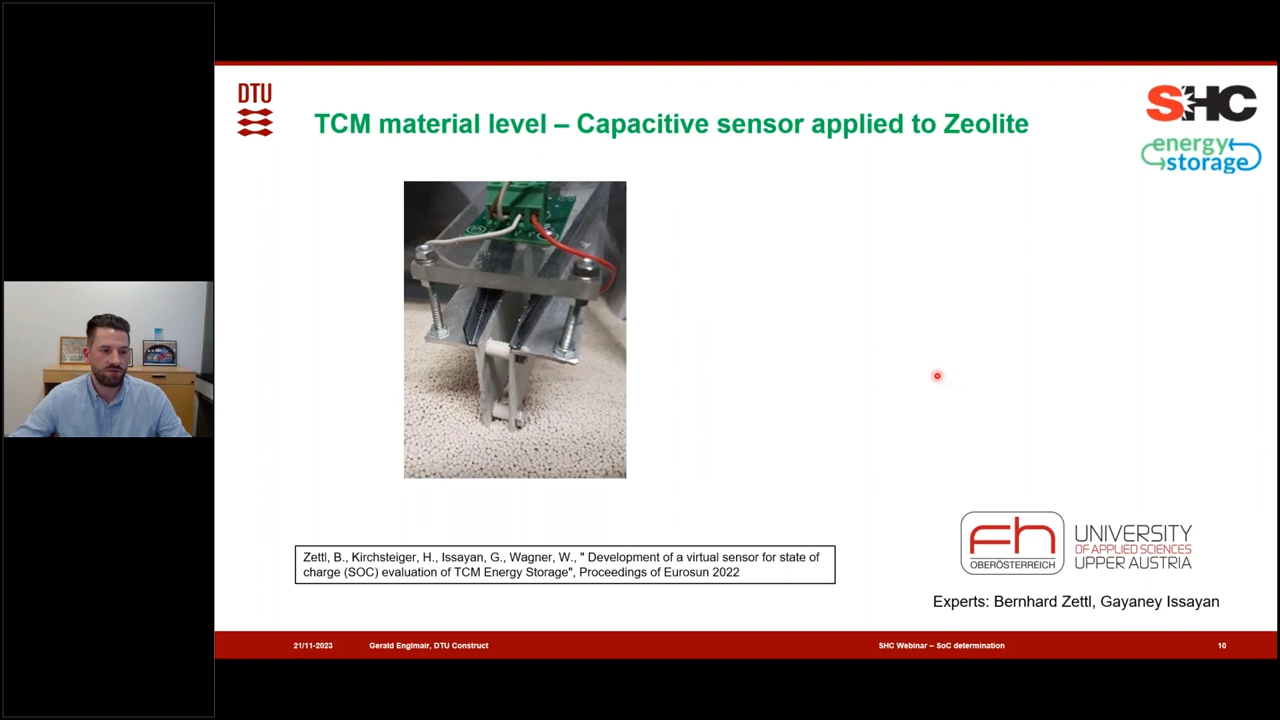 DTU
TCM material level – Capacitive sensor applied to Zeolite
SHC
energy
storage
Zettl, B., Kirchsteiger, H., Issayan, G., Wagner, W., " Development of a virtual sensor for state of
charge (SOC) evaluation of TCM Energy Storage", Proceedings of Eurosun 2022
fh
OBERÖSTERREICH
UNIVERSITY
OF APPLIED SCIENCES
UPPER AUSTRIA
Experts: Bernhard Zettl, Gayaney Issayan
21/11-2023 Gerald Englmair, DTU Construct SHC Webinar – SoC determination 10